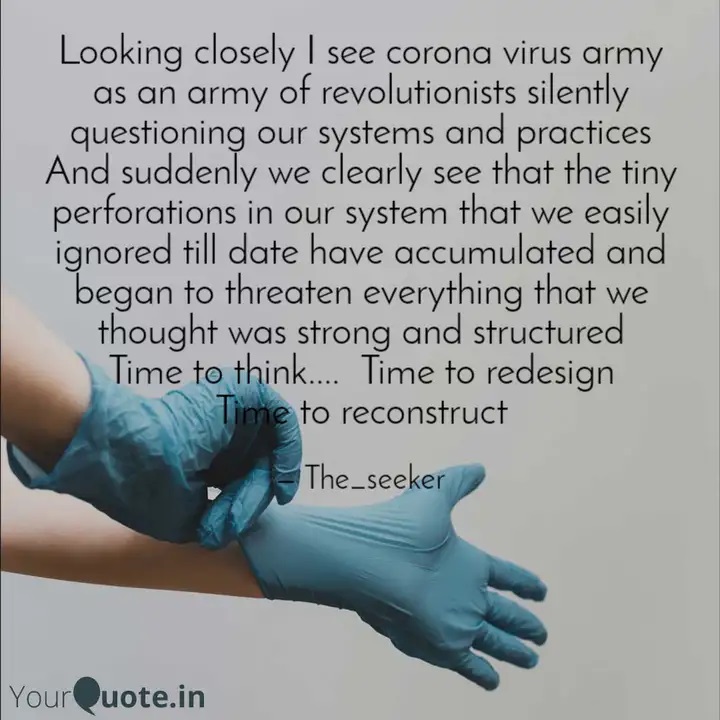 Looking closely I see corona virus army
as an army of revolutionists silently
questioning our systems and practices
And suddenly we clearly see that the tiny
perforations in our system that we easily
ignored till date have accumulated and
began to threaten everything that we
thought was strong and structured
Time to think.... Time to redesign
Time to reconstruct
– The_seeker
YourQuote.in